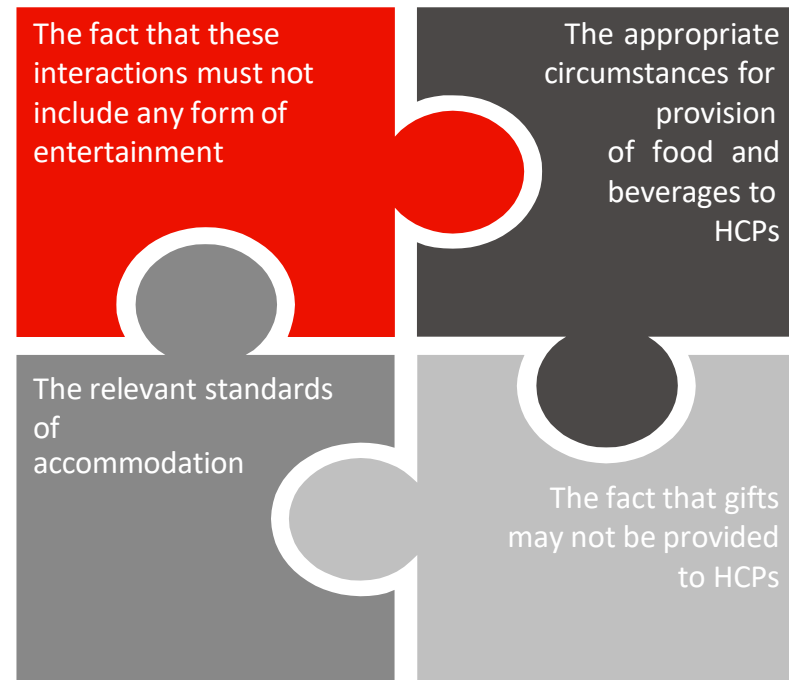 The fact that these
interactions must not
include any form of
entertainment
The appropriate
circumstances for
provision
of food and
beverages to
HCPs
The relevant standards
of
accommodation
The fact that gifts
may not be provided
to HCPs